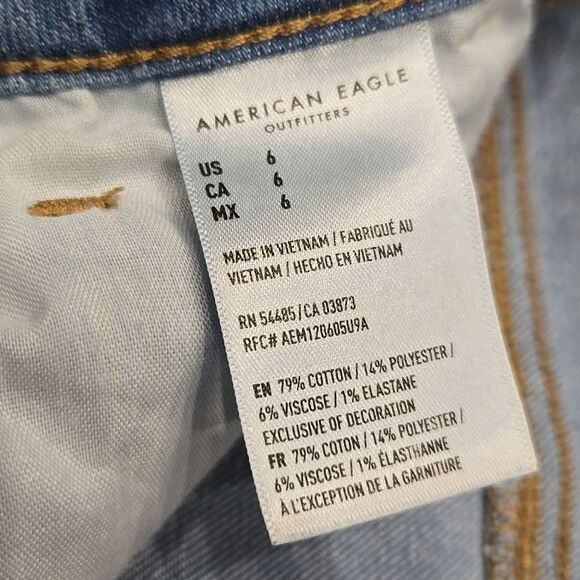 AMERICAN EAGLE
OUTFITTERS
US 6
CA 6
MX 6
MADE IN VIETNAM / FABRIQUÉ AU
VIETNAM / HECHO EN VIETNAM
RN 54485/CA 03873
RFC# AEM120605U9A
EN 79% COTTON / 14% POLYESTER /
6% VISCOSE / 1% ELASTANE
EXCLUSIVE OF DECORATION
FR 79% COTON / 14% POLYESTER /
6% VISCOSE / 1% ÉLASTHANNE
À L'EXCEPTION DE LA GARNITURE